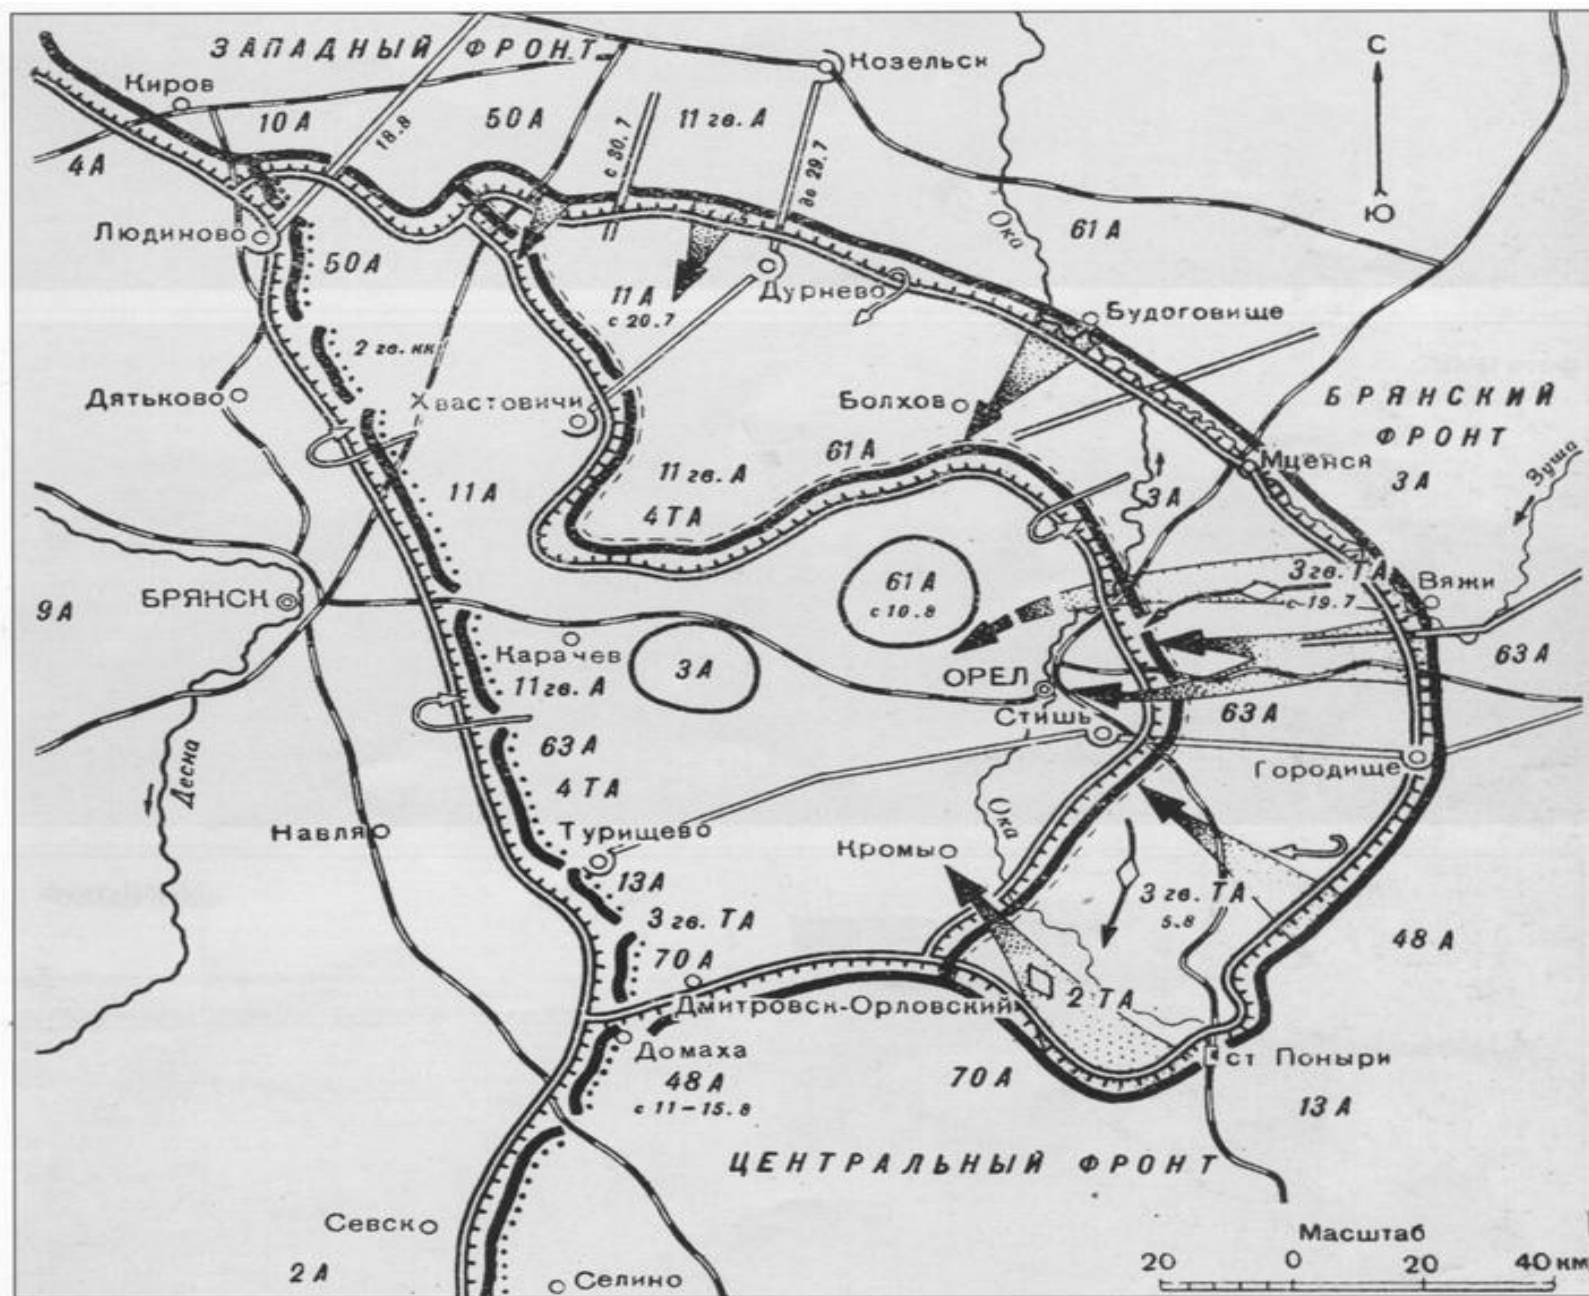 ЗАПАДНЫЙ ФРОНТ
С
Козельск
Киров
10 А
18.8
50 А
с 30.7
11 гв. А
до 29.7
4 А
Ю
Ока
61 А
Людиново
50 А
11 А
с 20.7
Дурнево
Будоговище
2 гв. кк
Дятьково
Хвастовичи
Болхов
БРЯНСКИЙ
ФРОНТ
61 А
Мценск
3 А
Зуша
11 А
11 гв. А
4 ТА
3 А
61 А
с 10.8
3 гв. ТА
с 19.7
Вяжи
БРЯНСК
9 А
Карачев
3 А
63 А
11 гв. А
ОРЕЛ
Стишь
63 А
63 А
4 ТА
Городище
Десна
Навля
Турищево
Ока
Кромы
13 А
3 гв. ТА
5.8
3 гв. ТА
48 А
70 А
2 ТА
Дмитровск-Орловский
Домаха
48 А
с 11-15.8
70 А
ст Поныри
13 А
ЦЕНТРАЛЬНЫЙ ФРОНТ
Севск
Масштаб
2 А
Селино
20 0 20 40 км